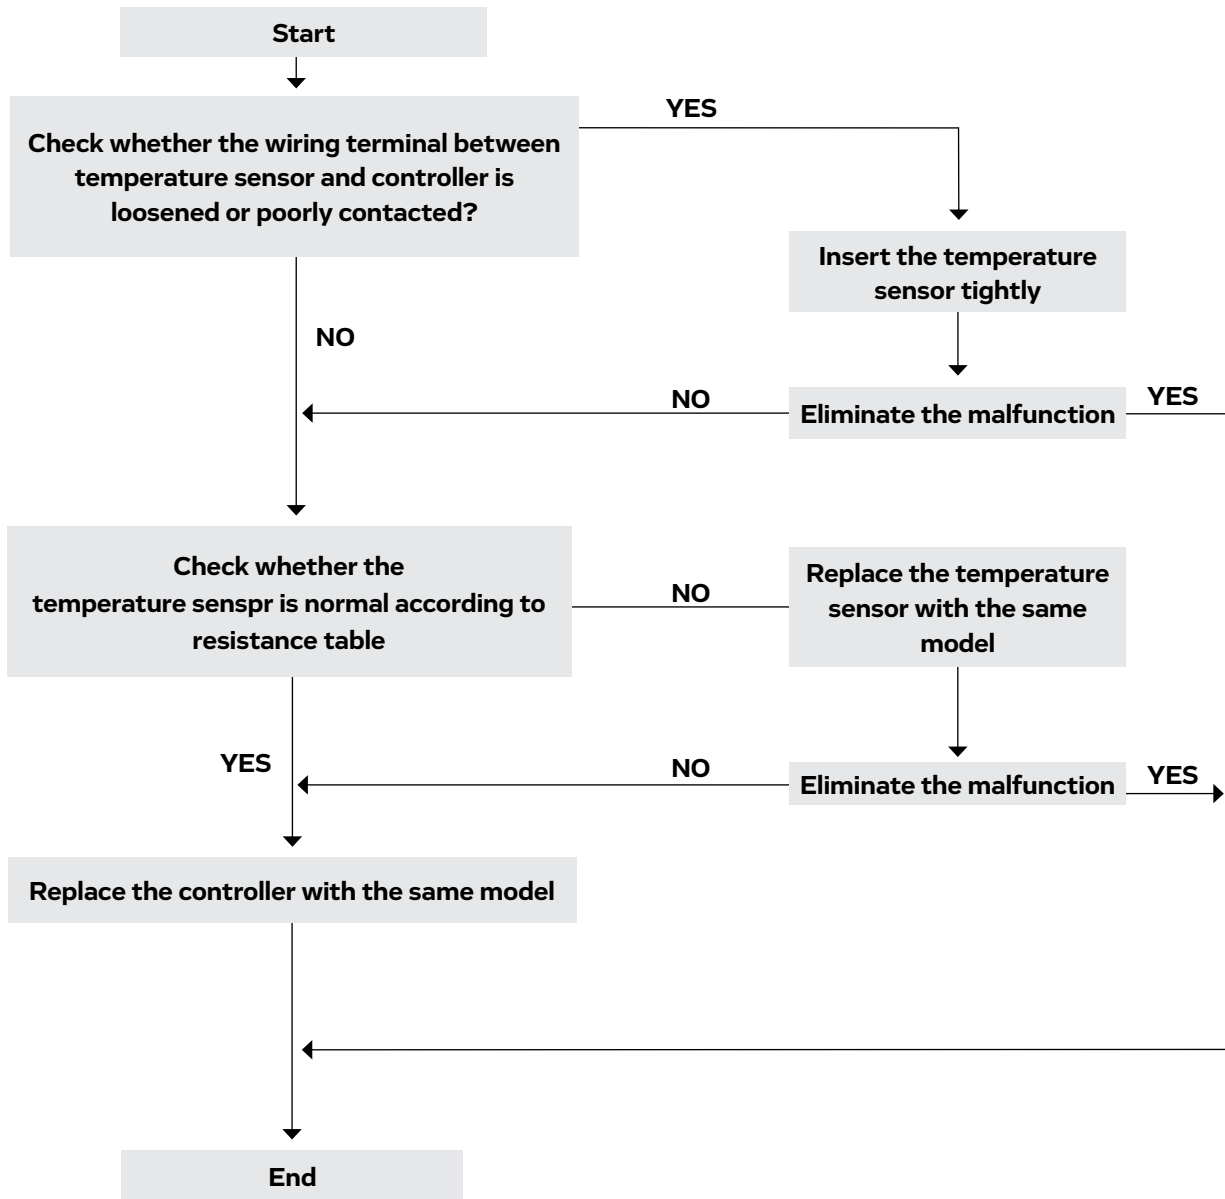 Start
YES
Check whether the wiring terminal between
temperature sensor and controller is
loosened or poorly contacted?
Insert the temperature
sensor tightly
NO
NO
Eliminate the malfunction
YES
Check whether the
temperature senspr is normal according to
resistance table
NO
Replace the temperature
sensor with the same
model
YES
NO
Eliminate the malfunction
YES
Replace the controller with the same model
End